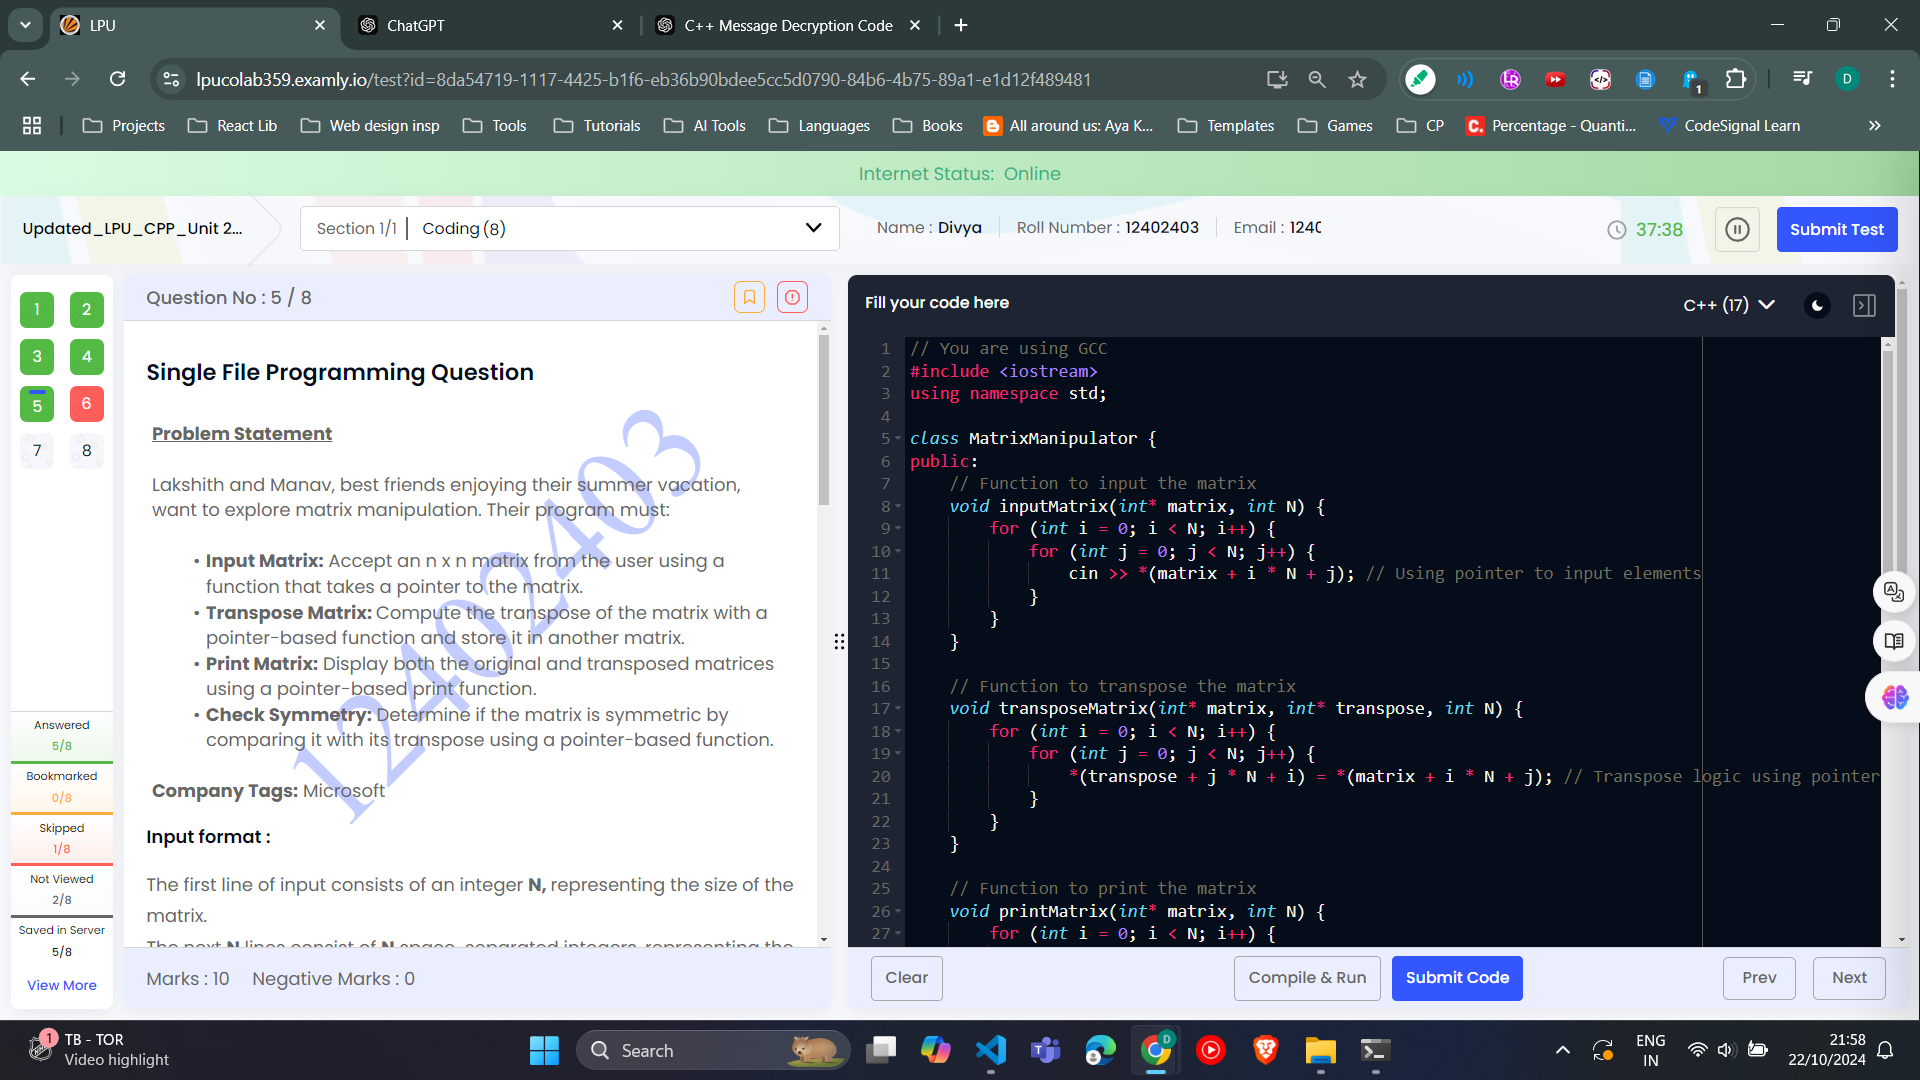 LPU
ChatGPT
C++ Message Decryption Code
lpucolab359.examly.io/test?id=8da54719-1117-4425-b1f6-eb36b90bdee5cc5d0790-84b6-4b75-89a1-e1d12f489481
1
D
Projects
React Lib
Web design insp
Tools
Tutorials
AI Tools
Languages
Books
All around us: Aya K...
Templates
Games
CP
Percentage - Quanti...
CodeSignal Learn
Internet Status: Online
Updated_LPU_CPP_Unit 2...
Section 1/1 | Coding (8)
Name : Divya
Roll Number : 12402403
Email : 1240
37:38
Submit Test
1 2
3 4
5 6
7 8
Answered
5/8
Bookmarked
0/8
Skipped
1/8
Not Viewed
2/8
Saved in Server
5/8
View More
Question No : 5 / 8
Single File Programming Question
Problem Statement
Lakshith and Manav, best friends enjoying their summer vacation,
want to explore matrix manipulation. Their program must:
• Input Matrix: Accept an n x n matrix from the user using a
function that takes a pointer to the matrix.
• Transpose Matrix: Compute the transpose of the matrix with a
pointer-based function and store it in another matrix.
• Print Matrix: Display both the original and transposed matrices
using a pointer-based print function.
• Check Symmetry: Determine if the matrix is symmetric by
comparing it with its transpose using a pointer-based function.
Company Tags: Microsoft
Input format :
The first line of input consists of an integer N, representing the size of the
matrix.
The next N lines consist of N space-separated integers, representing the
12402403
Marks : 10 Negative Marks : 0
Fill your code here
C++ (17)
1 // You are using GCC
2 #include <iostream>
3 using namespace std;
4
5 class MatrixManipulator {
6 public:
7 // Function to input the matrix
8 void inputMatrix(int* matrix, int N) {
9 for (int i = 0; i < N; i++) {
10 for (int j = 0; j < N; j++) {
11 cin >> *(matrix + i * N + j); // Using pointer to input elements
12 }
13 }
14 }
15
16 // Function to transpose the matrix
17 void transposeMatrix(int* matrix, int* transpose, int N) {
18 for (int i = 0; i < N; i++) {
19 for (int j = 0; j < N; j++) {
20 *(transpose + j * N + i) = *(matrix + i * N + j); // Transpose logic using pointer
21 }
22 }
23 }
24
25 // Function to print the matrix
26 void printMatrix(int* matrix, int N) {
27 for (int i = 0; i < N; i++) {
Clear
Compile & Run
Submit Code
Prev
Next
1
TB - TOR
Video highlight
Search
D
ENG
IN
21:58
22/10/2024